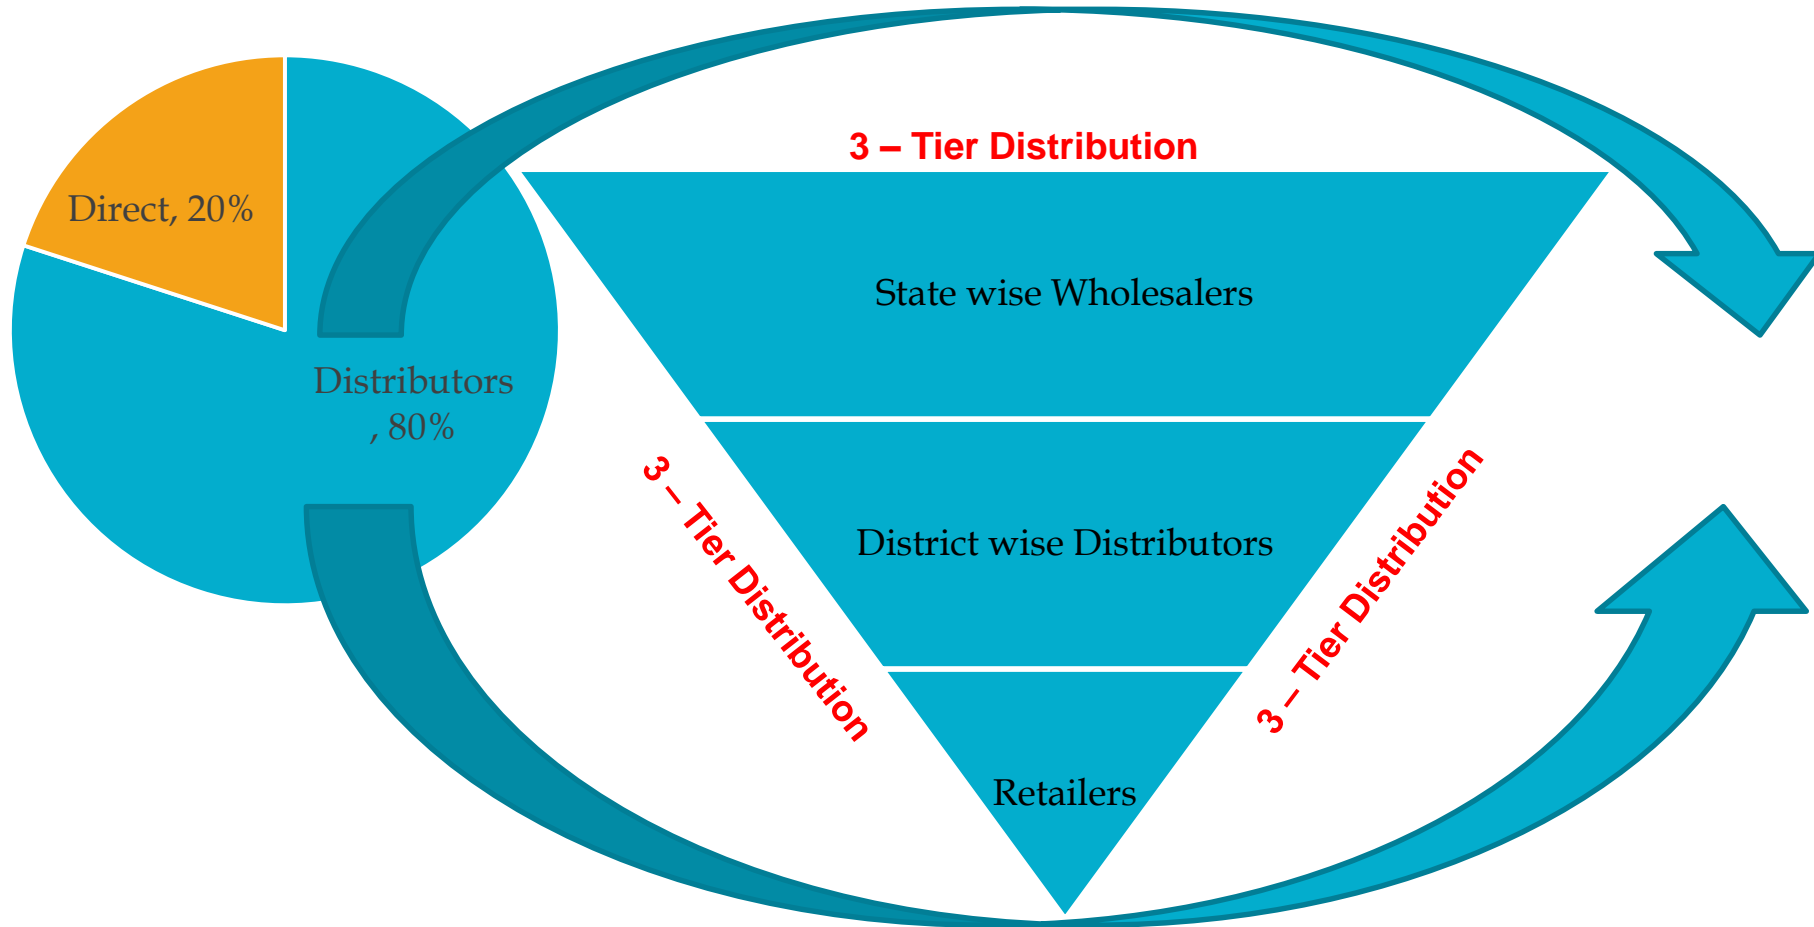 3 – Tier Distribution
Direct, 20%
Distributors
, 80%
State wise Wholesalers
3 – Tier Distribution
District wise Distributors
3 – Tier Distribution
Retailers